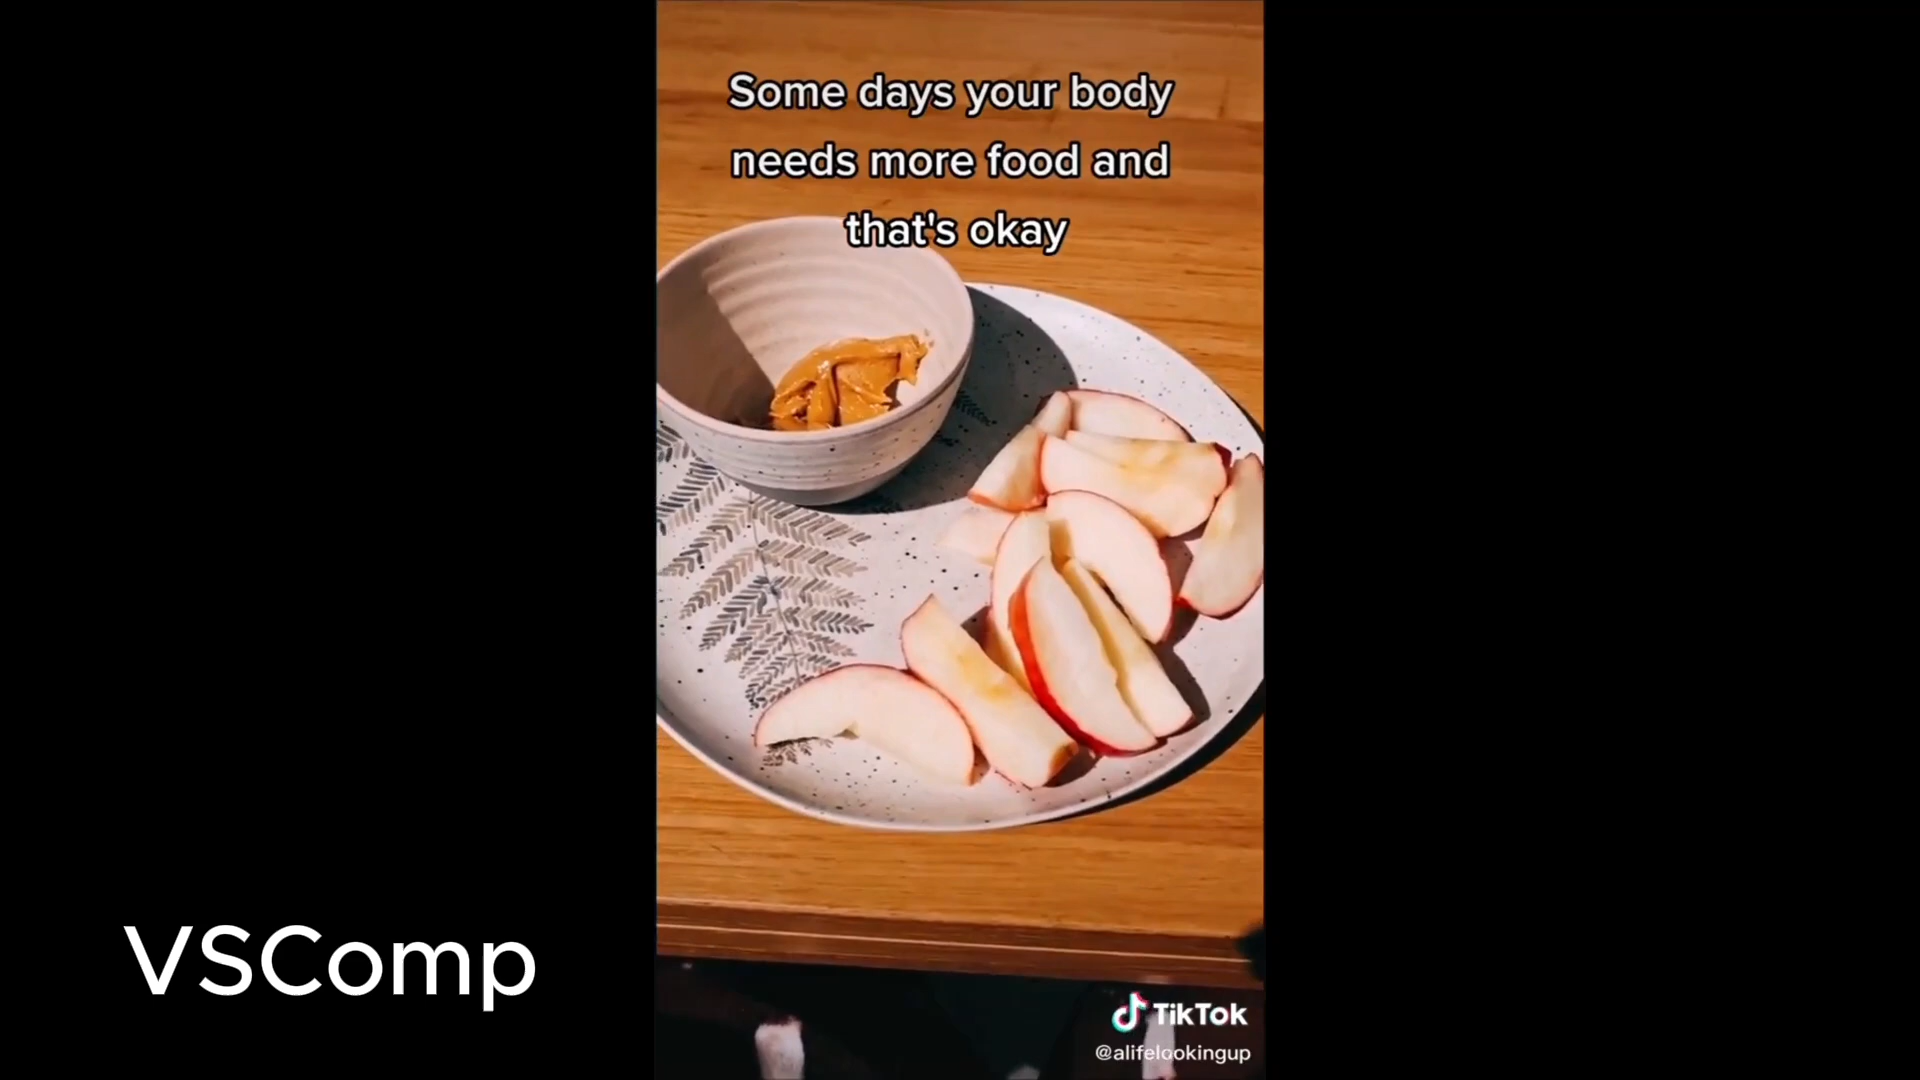 Some days your body
needs more food and
that's okay
VSComp
TikTok
@alifelookingup